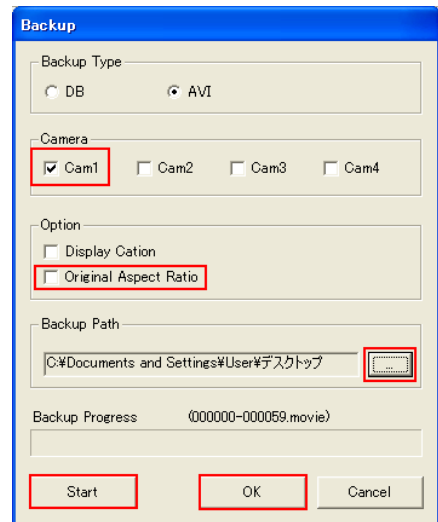 Backup
Backup Type
DB AVI
Camera
Cam1 Cam2 Cam3 Cam4
Option
Display Cation
Original Aspect Ratio
Backup Path
C:¥Documents and Settings¥User¥デスクトップ ...
Backup Progress (000000-000059.movie)
Start OK Cancel